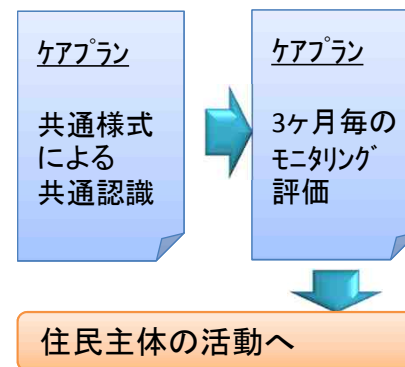 ｹｱﾌﾟﾗﾝ
共通様式
による
共通認識
ｹｱﾌﾟﾗﾝ
3ヶ月毎の
ﾓﾆﾀﾘﾝｸﾞ
評価
住民主体の活動へ